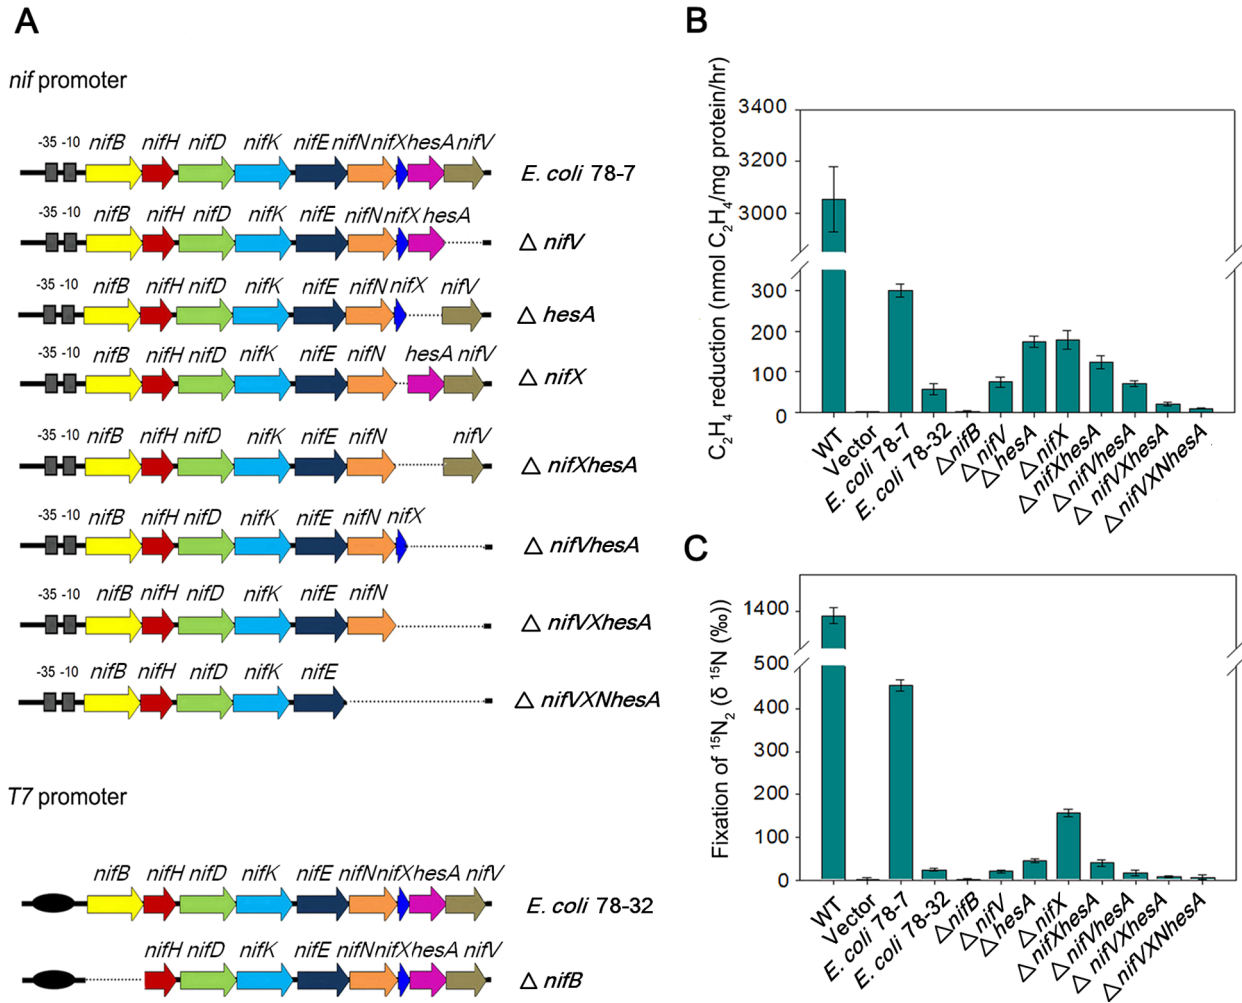 A
nif promoter
-35 -10 nifB nifH nifD nifK nifE nifN nifX hesA nifV
E. coli 78-7
-35 -10 nifB nifH nifD nifK nifE nifN nifX hesA
△ nifV
-35 -10 nifB nifH nifD nifK nifE nifN nifX nifV
△ hesA
-35 -10 nifB nifH nifD nifK nifE nifN hesA nifV
△ nifX
-35 -10 nifB nifH nifD nifK nifE nifN nifV
△ nifXhesA
-35 -10 nifB nifH nifD nifK nifE nifN nifX
△ nifVhesA
-35 -10 nifB nifH nifD nifK nifE nifN
△ nifVXhesA
-35 -10 nifB nifH nifD nifK nifE
△ nifVXNhesA
T7 promoter
nifB nifH nifD nifK nifE nifN nifX hesA nifV
E. coli 78-32
nifH nifD nifK nifE nifN nifX hesA nifV
△ nifB
B
C₂H₄ reduction (nmol C₂H₄/mg protein/hr)
3400
3200
3000
300
200
100
0
WT
Vector
E. coli 78-7
E. coli 78-32
△nifB
△nifV
△hesA
△nifX
△nifXhesA
△nifVhesA
△ nifVXhesA
△nifVXNhesA
C
Fixation of ¹⁵N₂ (δ ¹⁵N (‰))
1400
500
400
300
200
100
0
WT
Vector
E. coli 78-7
E. coli 78-32
△nifB
△nifV
△hesA
△nifX
△nifXhesA
△nifVhesA
△ nifVXhesA
△nifVXNhesA